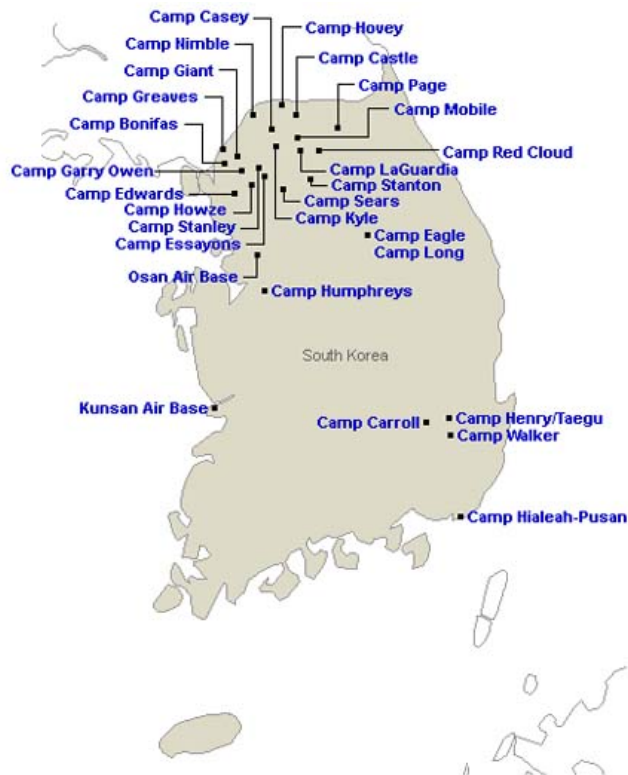 Camp Casey
Camp Hovey
Camp Nimble
Camp Castle
Camp Giant
Camp Page
Camp Greaves
Camp Mobile
Camp Bonifas
Camp Red Cloud
Camp Garry Owen
Camp LaGuardia
Camp Stanton
Camp Edwards
Camp Sears
Camp Howze
Camp Kyle
Camp Stanley
Camp Essayons
Camp Eagle
Camp Long
Osan Air Base
Camp Humphreys
South Korea
Kunsan Air Base
Camp Carroll
Camp Henry/Taegu
Camp Walker
Camp Hialeah-Pusan